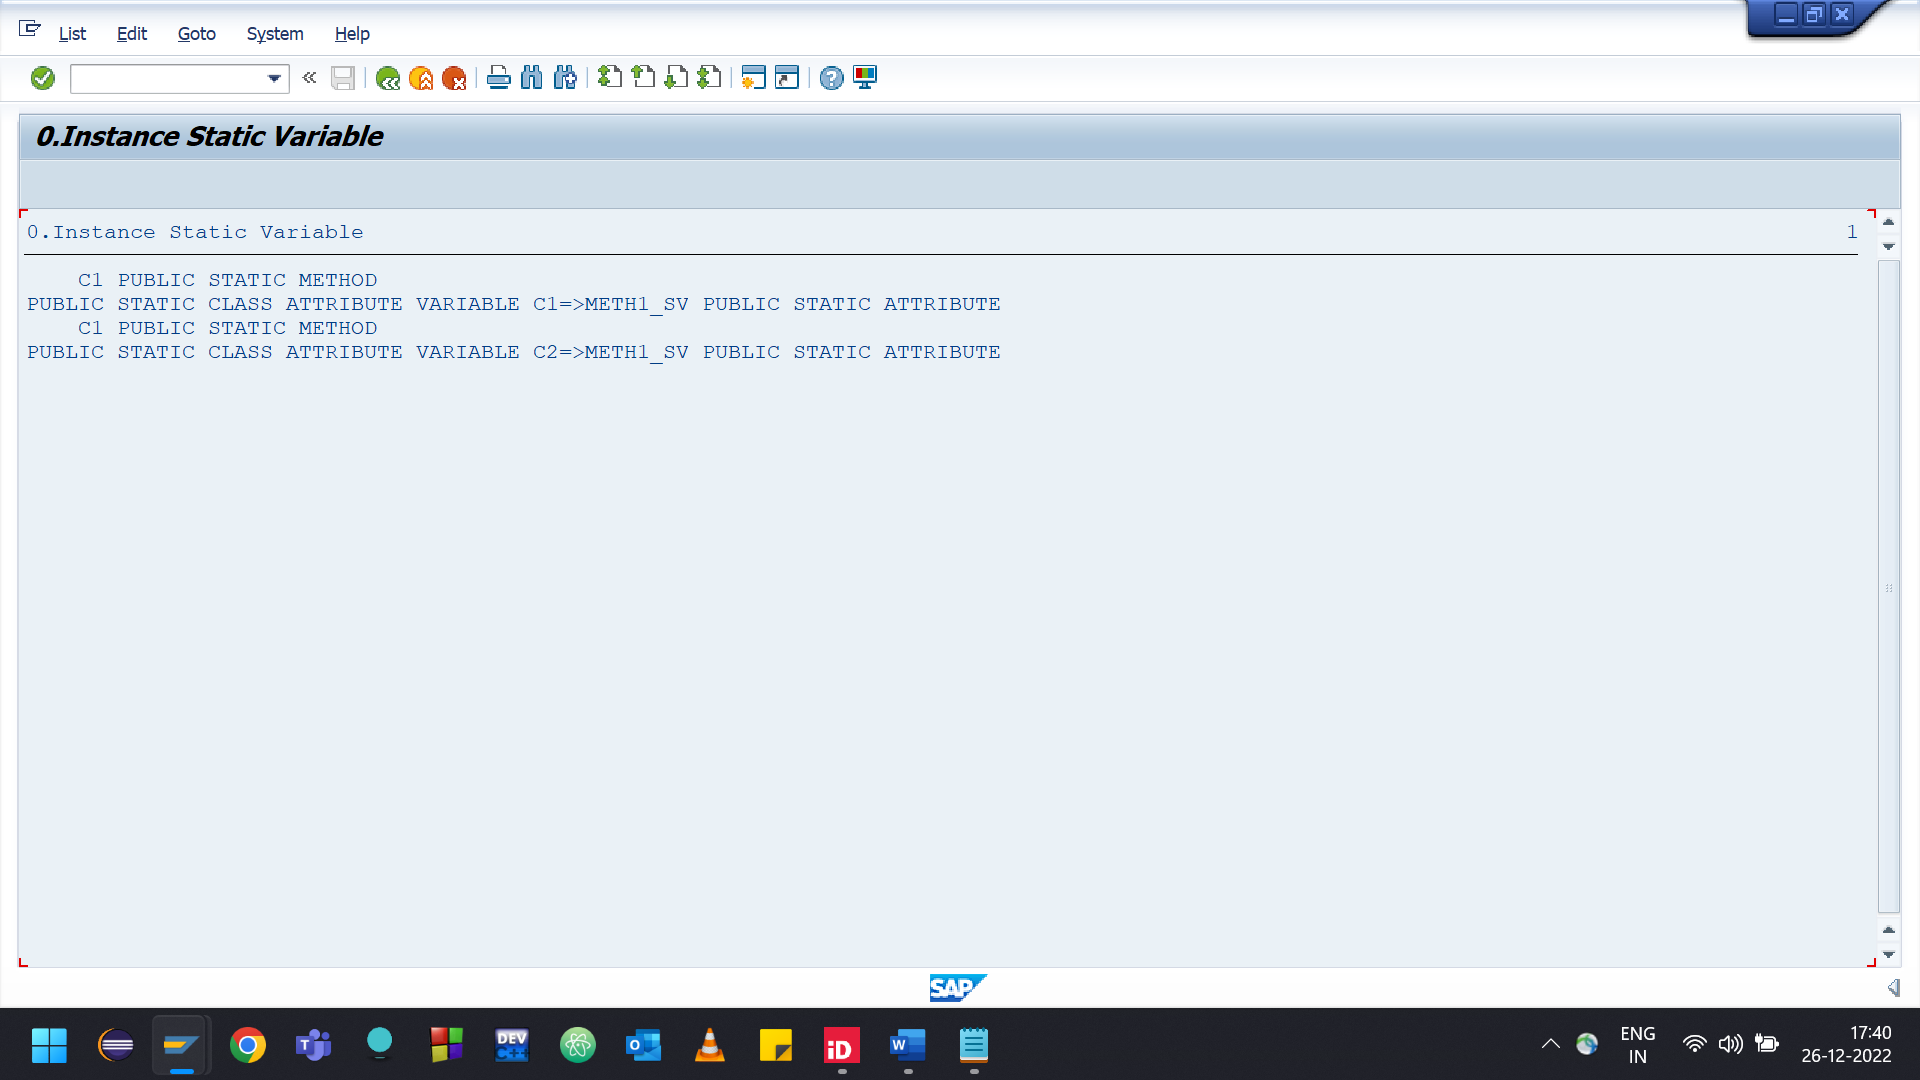 List Edit Goto System Help
0.Instance Static Variable
0.Instance Static Variable 1
C1 PUBLIC STATIC METHOD
PUBLIC STATIC CLASS ATTRIBUTE VARIABLE C1=>METH1_SV PUBLIC STATIC ATTRIBUTE
C1 PUBLIC STATIC METHOD
PUBLIC STATIC CLASS ATTRIBUTE VARIABLE C2=>METH1_SV PUBLIC STATIC ATTRIBUTE
SAP
T
DEV
C++
O
iD
W
ENG
IN
17:40
26-12-2022